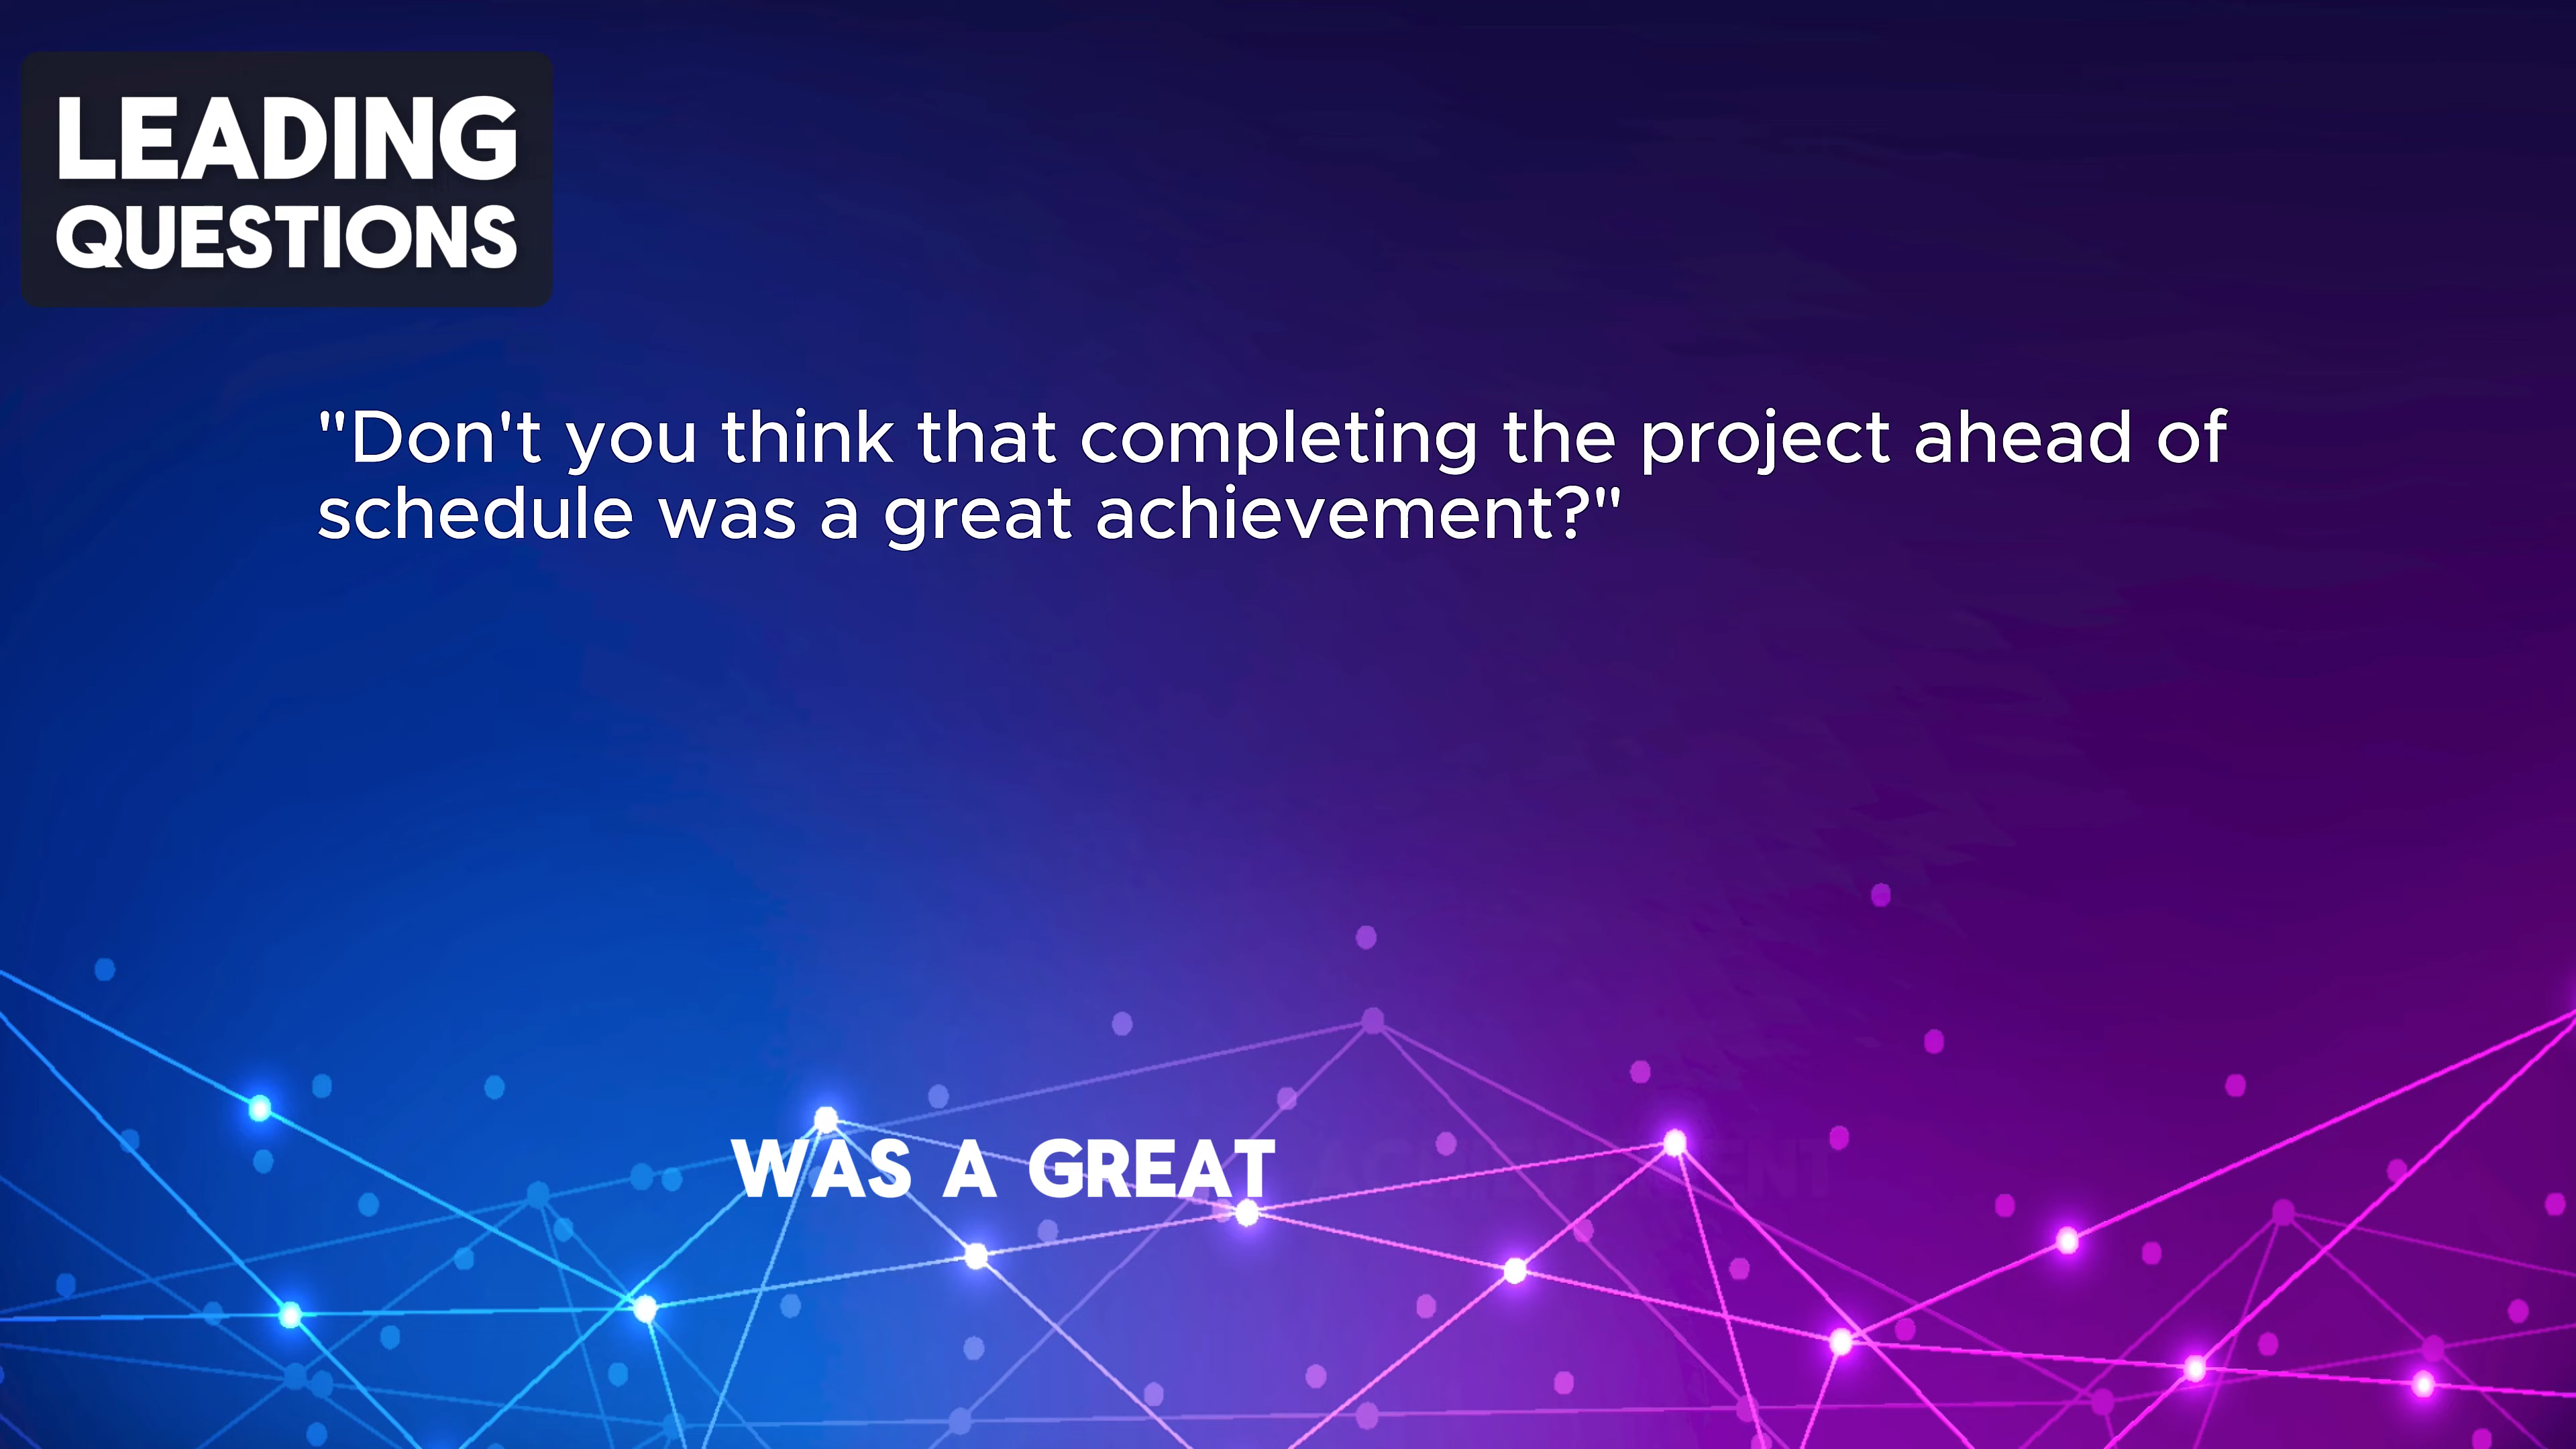 LEADING
QUESTIONS
"Don't you think that completing the project ahead of
schedule was a great achievement?"
WAS A GREAT